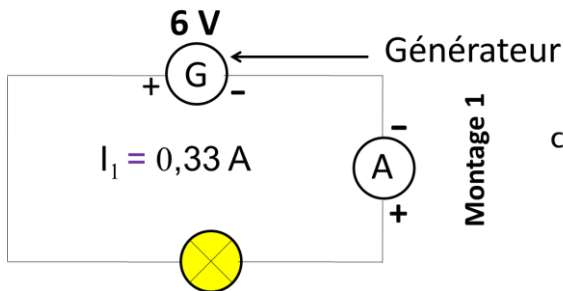 6 V
Générateur
+ G -
I₁ = 0,33 A
-
A
+
Montage 1
c